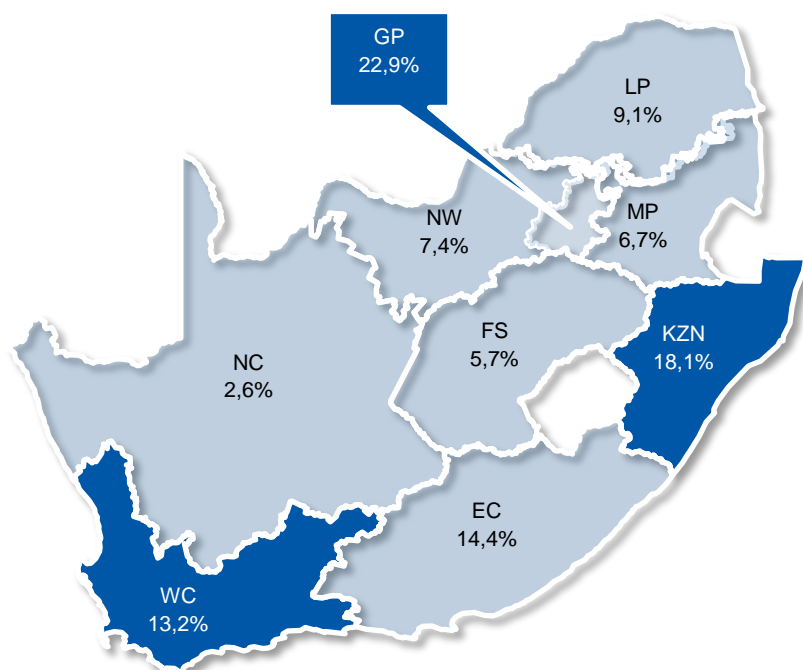 GP
22,9%
LP
9,1%
NW
7,4%
MP
6,7%
FS
5,7%
KZN
18,1%
NC
2,6%
EC
14,4%
WC
13,2%